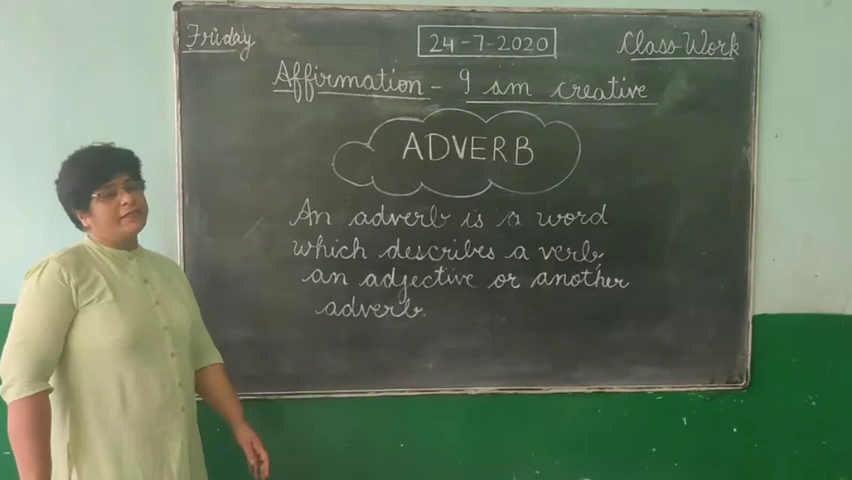 Friday 24-7-2020 Class Work
Affirmation - I am creative
ADVERB
An adverb is a word
which describes a verb,
an adjective or another
adverb.